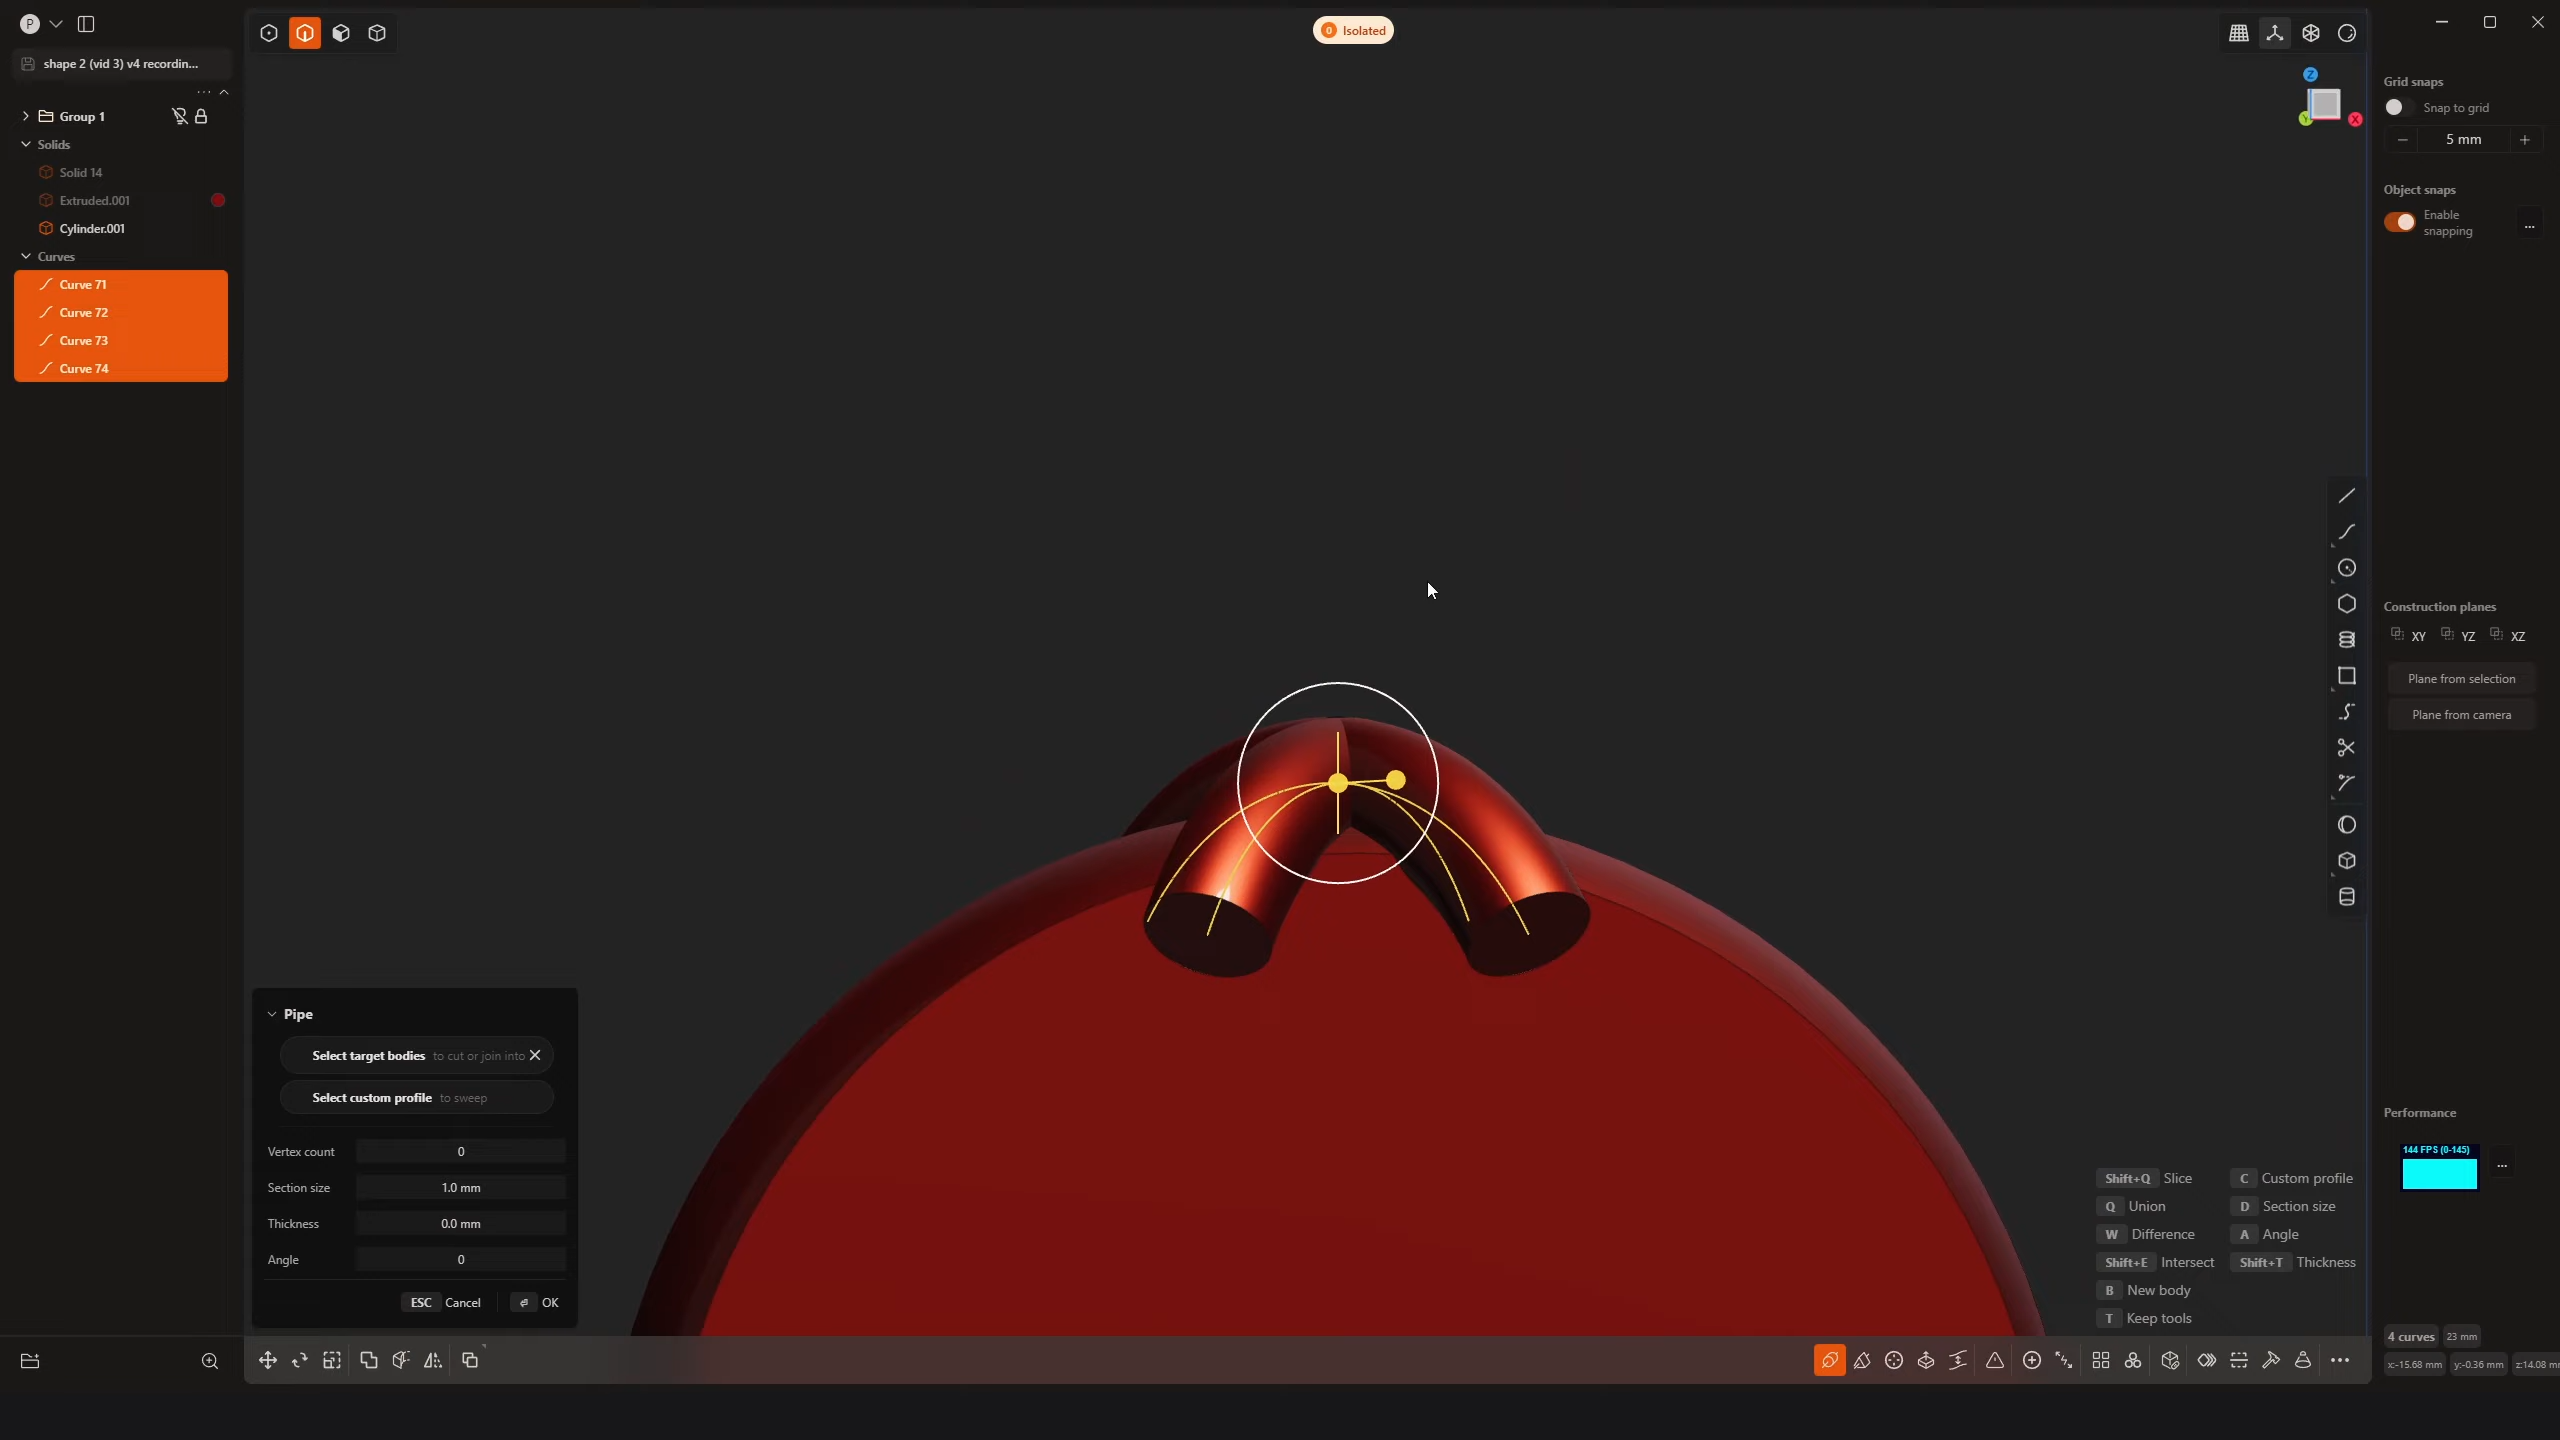 P
shape 2 (vid 3) v4 recordin...
Group 1
Solids
Solid 14
Extruded.001
Cylinder.001
Curves
Curve 71
Curve 72
Curve 73
Curve 74
0 Isolated
Z
Y
X
Grid snaps
Snap to grid
5 mm
Object snaps
Enable
snapping
...
Construction planes
XY YZ XZ
Plane from selection
Plane from camera
Performance
144 FPS (0-145)
...
Pipe
Select target bodies to cut or join into
Select custom profile to sweep
Vertex count 0
Section size 1.0 mm
Thickness 0.0 mm
Angle 0
ESC Cancel OK
Shift+Q Slice C Custom profile
Q Union D Section size
W Difference A Angle
Shift+E Intersect Shift+T Thickness
B New body
T Keep tools
4 curves 23 mm
x:-15.68 mm y:-0.36 mm z:14.08 m